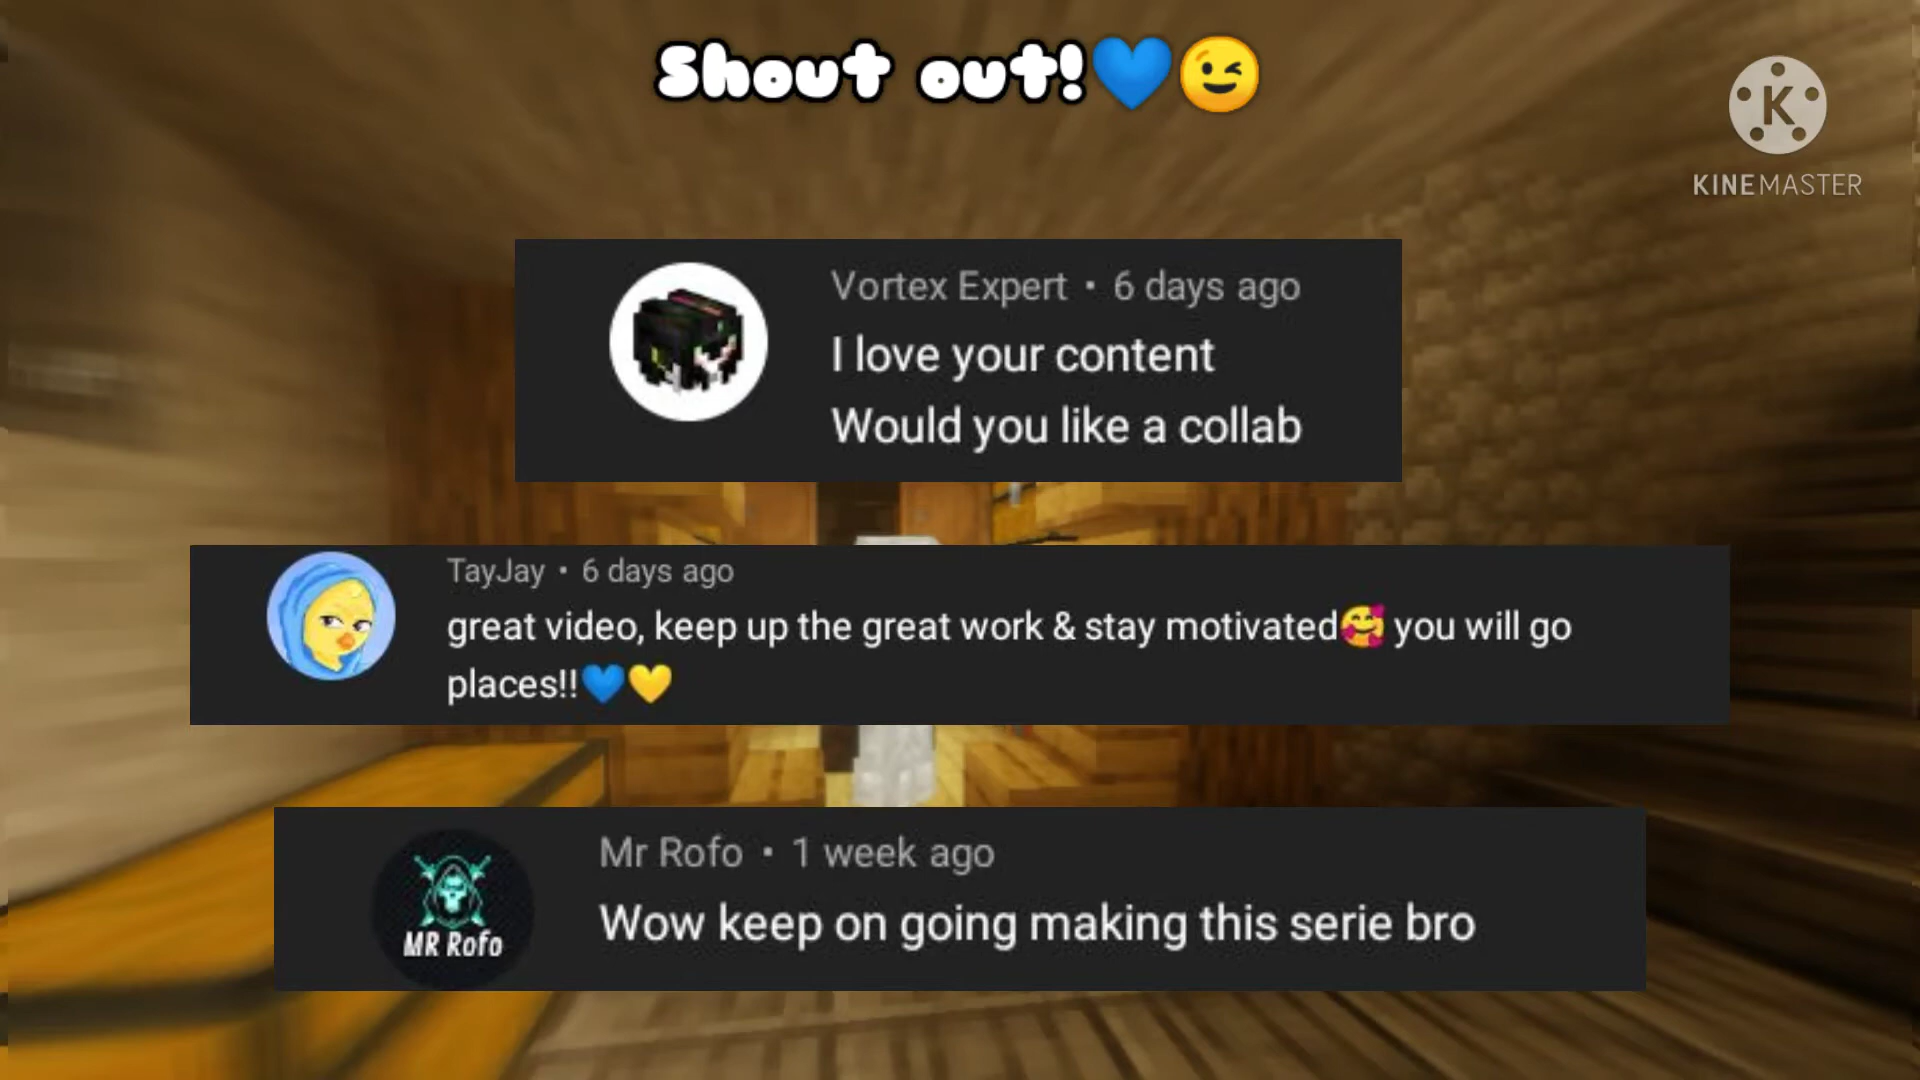 Shout out!💙😉
KINEMASTER
Vortex Expert • 6 days ago
I love your content
Would you like a collab
TayJay • 6 days ago
great video, keep up the great work & stay motivated🥰 you will go
places!!💙💛
Mr Rofo • 1 week ago
Wow keep on going making this serie bro
MR Rofo